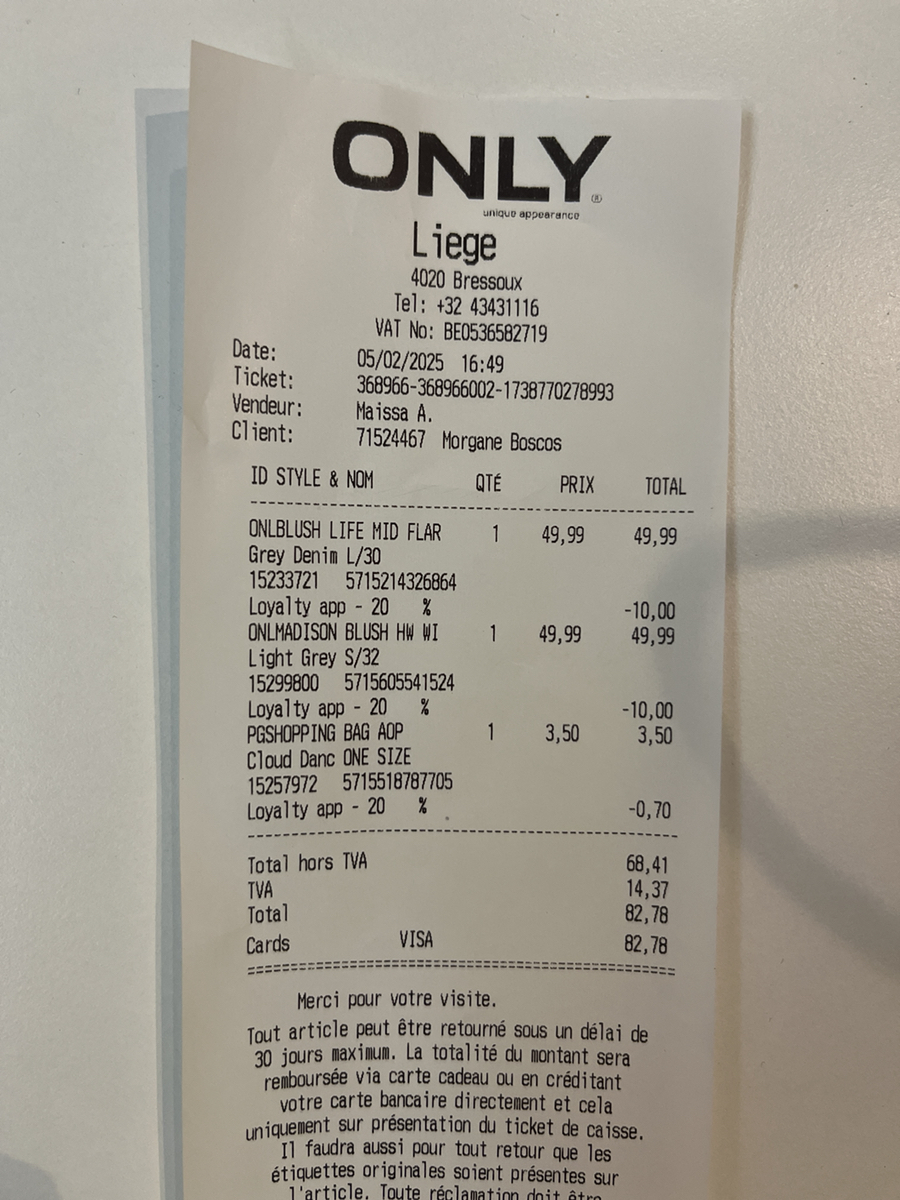 ONLY®
unique appearance
Liege
4020 Bressoux
Tel: +32 43431116
VAT No: BE0536582719
Date: 05/02/2025 16:49
Ticket: 368966-368966002-1738770278993
Vendeur: Maissa A.
Client: 71524467 Morgane Boscos
ID STYLE & NOM QTÉ PRIX TOTAL
ONLBLUSH LIFE MID FLAR 1 49,99 49,99
Grey Denim L/30
15233721 5715214326864
Loyalty app - 20 % -10,00
ONLMADISON BLUSH HW WI 1 49,99 49,99
Light Grey S/32
15299800 5715605541524
Loyalty app - 20 % -10,00
PGSHOPPING BAG AOP 1 3,50 3,50
Cloud Danc ONE SIZE
15257972 5715518787705
Loyalty app - 20 % -0,70
Total hors TVA 68,41
TVA 14,37
Total 82,78
Cards VISA 82,78
Merci pour votre visite.
Tout article peut être retourné sous un délai de
30 jours maximum. La totalité du montant sera
remboursée via carte cadeau ou en créditant
votre carte bancaire directement et cela
uniquement sur présentation du ticket de caisse.
Il faudra aussi pour tout retour que les
étiquettes originales soient présentes sur
l'article. Toute réclamation doit être